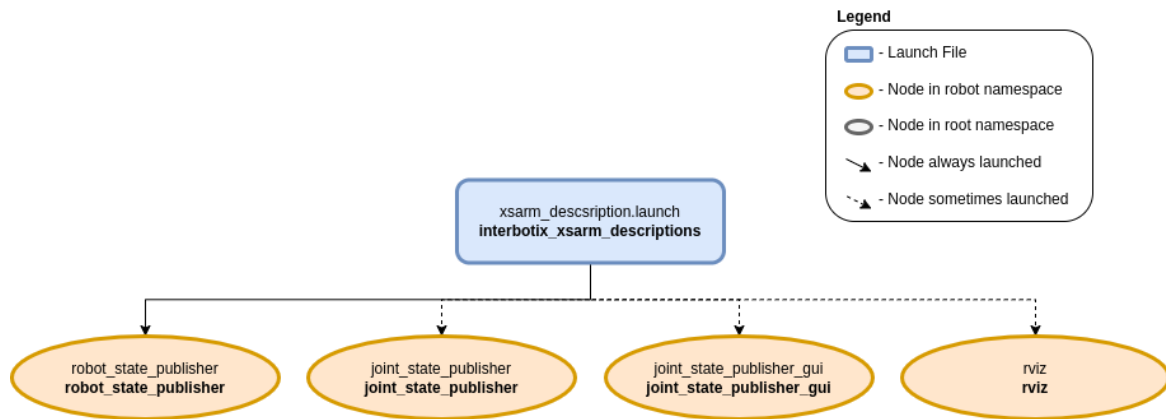 Legend
- Launch File
- Node in robot namespace
- Node in root namespace
- Node always launched
- Node sometimes launched
xsarm_descsription.launch
interbotix_xsarm_descriptions
robot_state_publisher
robot_state_publisher
joint_state_publisher
joint_state_publisher
joint_state_publisher_gui
joint_state_publisher_gui
rviz
rviz